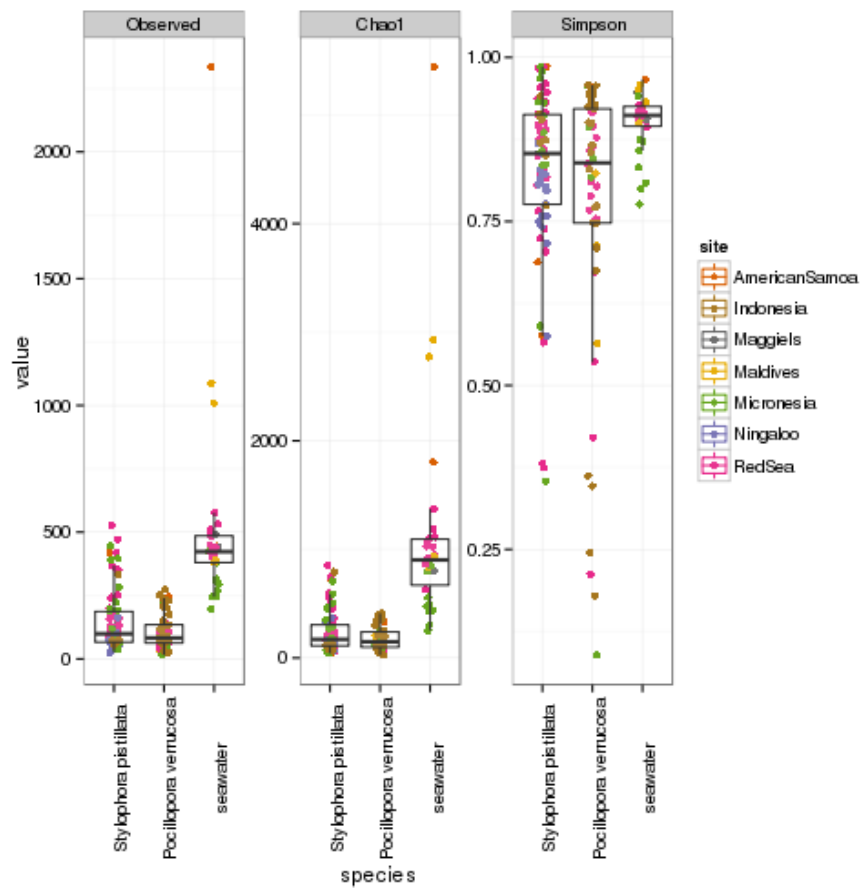 Observed
Chao1
Simpson
value
2000
1500
1000
500
0
4000
2000
0
1.00
0.75
0.50
0.25
Stylophora pistillata
Pocillopora verrucosa
seawater
Stylophora pistillata
Pocillopora verrucosa
seawater
Stylophora pistillata
Pocillopora verrucosa
seawater
species
site
AmericanSamoa
Indonesia
Maggiels
Maldives
Micronesia
Ningaloo
RedSea